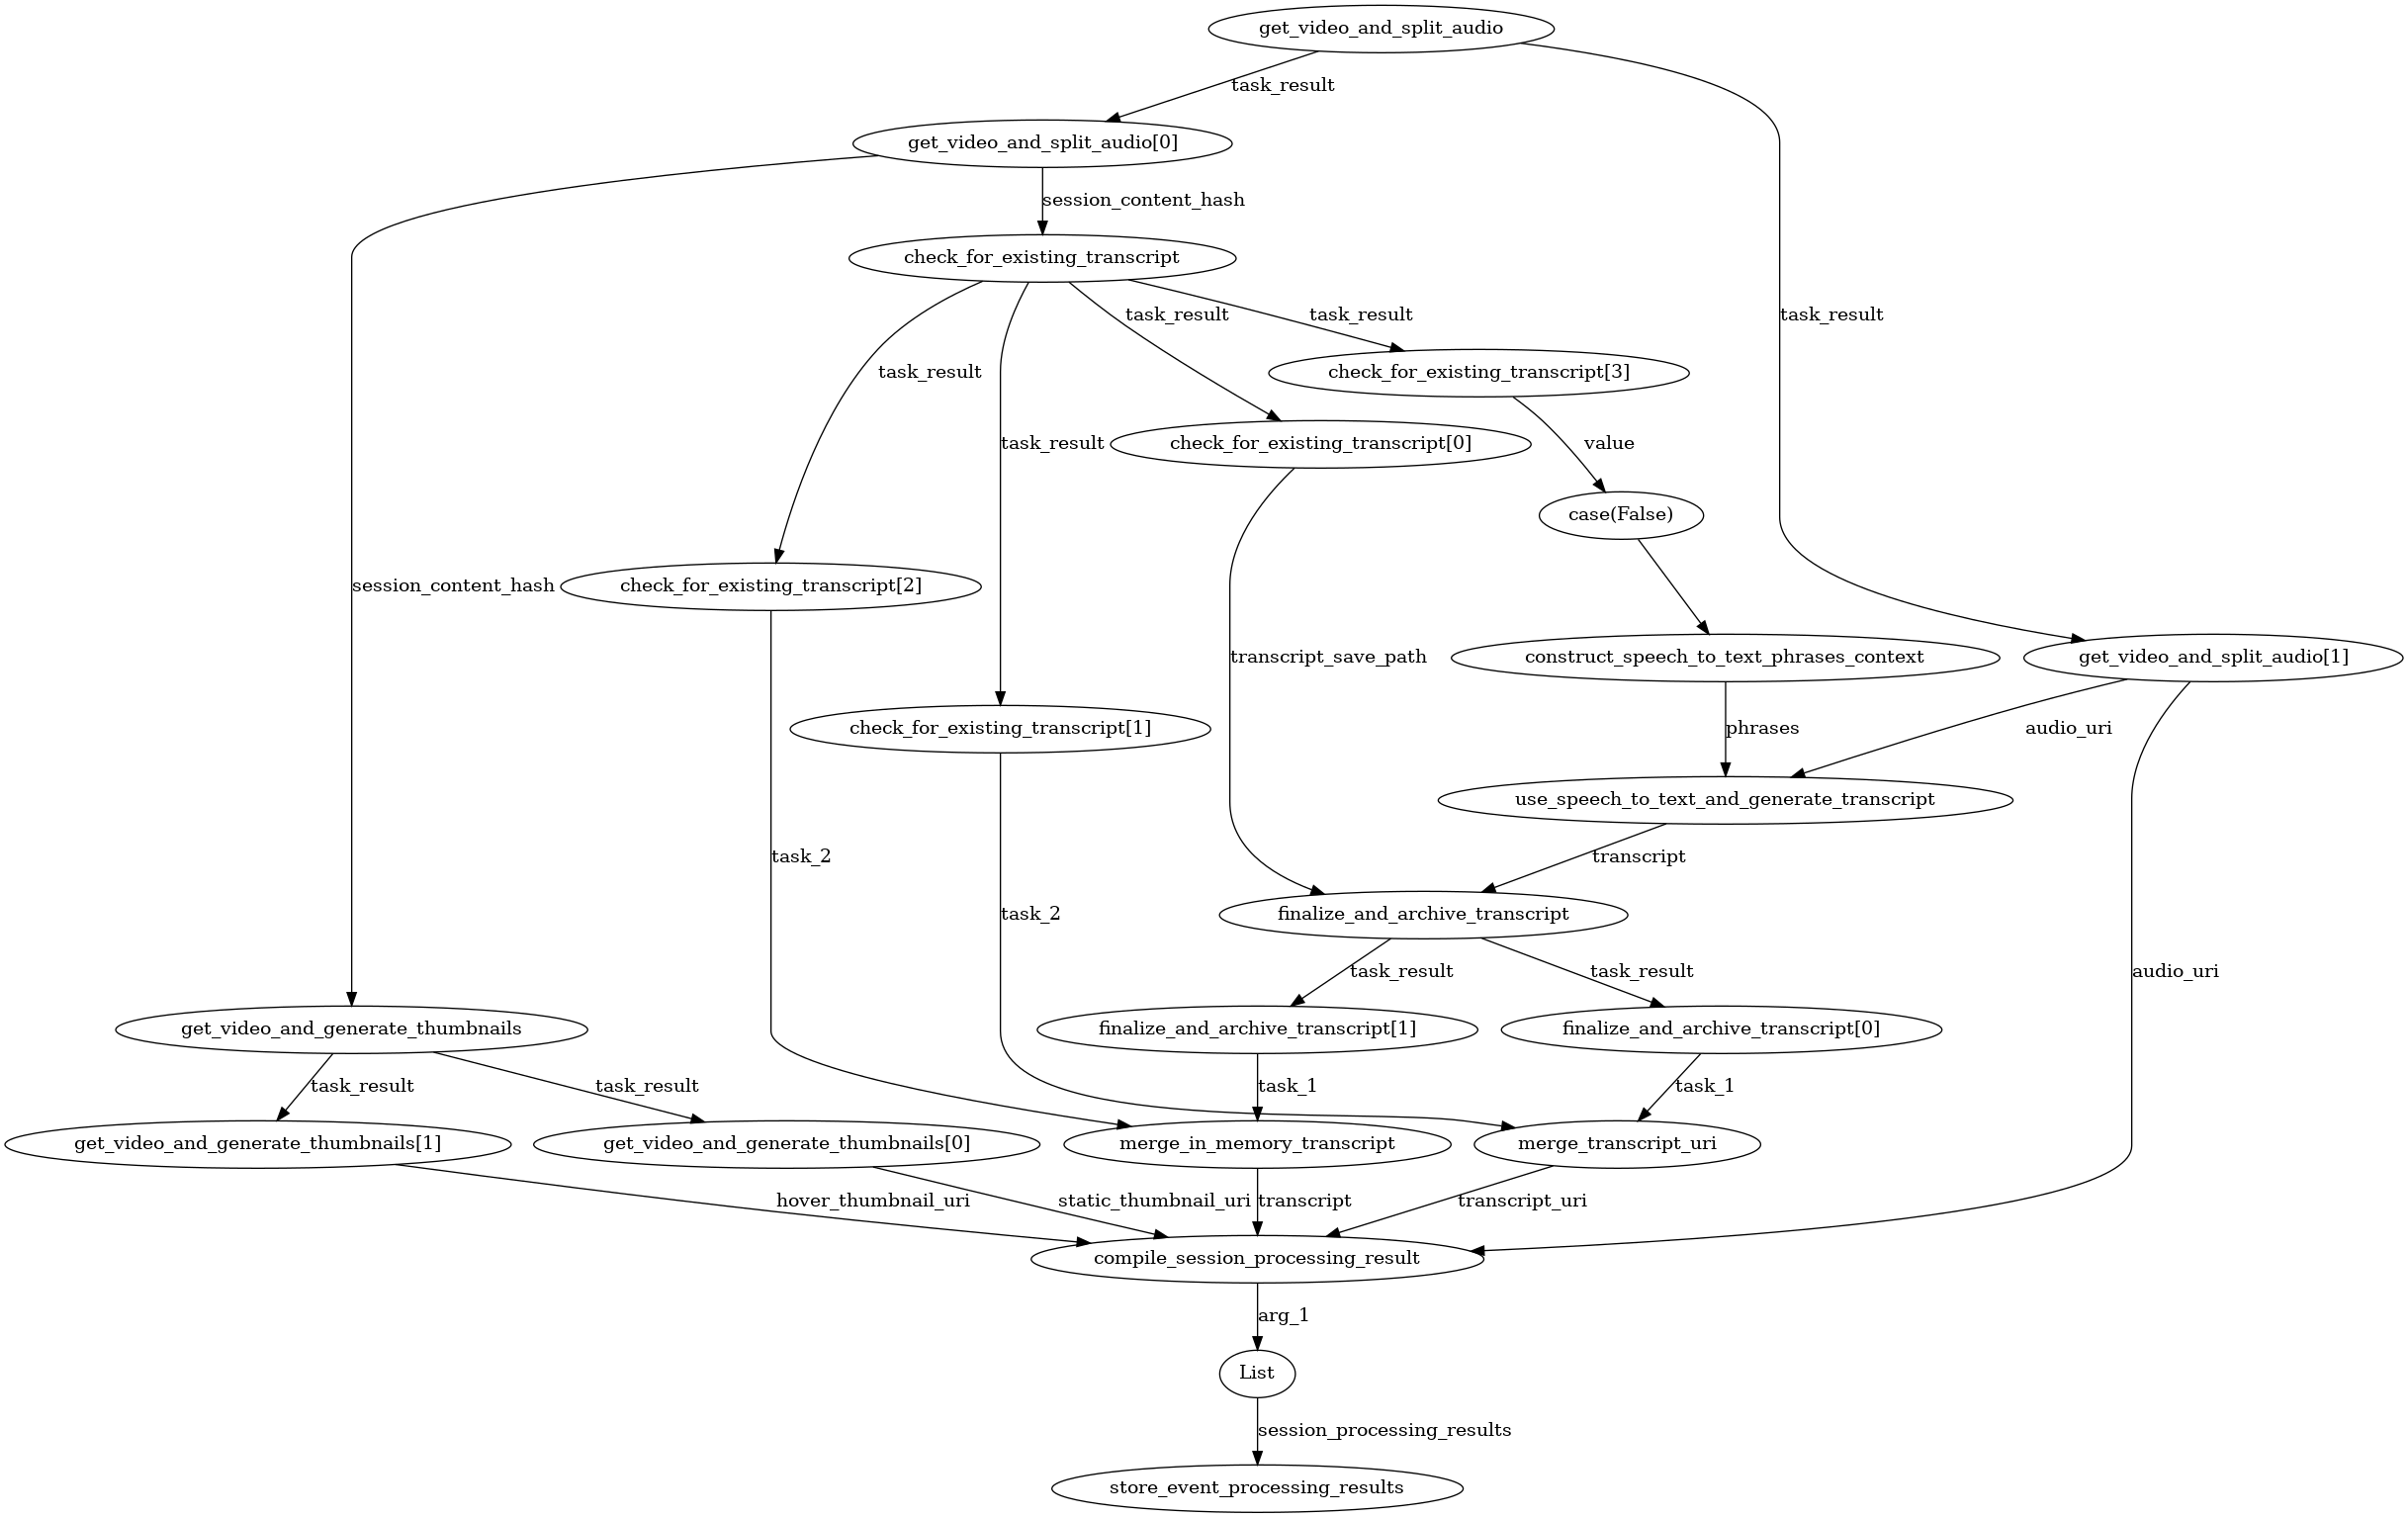 get_video_and_split_audio
task_result
get_video_and_split_audio[0]
session_content_hash
check_for_existing_transcript
task_result
task_result
task_result
task_result
task_result
check_for_existing_transcript[3]
check_for_existing_transcript[0]
value
case(False)
session_content_hash
check_for_existing_transcript[2]
transcript_save_path
construct_speech_to_text_phrases_context
get_video_and_split_audio[1]
check_for_existing_transcript[1]
phrases
audio_uri
use_speech_to_text_and_generate_transcript
task_2
transcript
task_2
finalize_and_archive_transcript
task_result
task_result
audio_uri
get_video_and_generate_thumbnails
finalize_and_archive_transcript[1]
finalize_and_archive_transcript[0]
task_result
task_result
task_1
task_1
get_video_and_generate_thumbnails[1]
get_video_and_generate_thumbnails[0]
merge_in_memory_transcript
merge_transcript_uri
hover_thumbnail_uri
static_thumbnail_uri
transcript
transcript_uri
compile_session_processing_result
arg_1
List
session_processing_results
store_event_processing_results